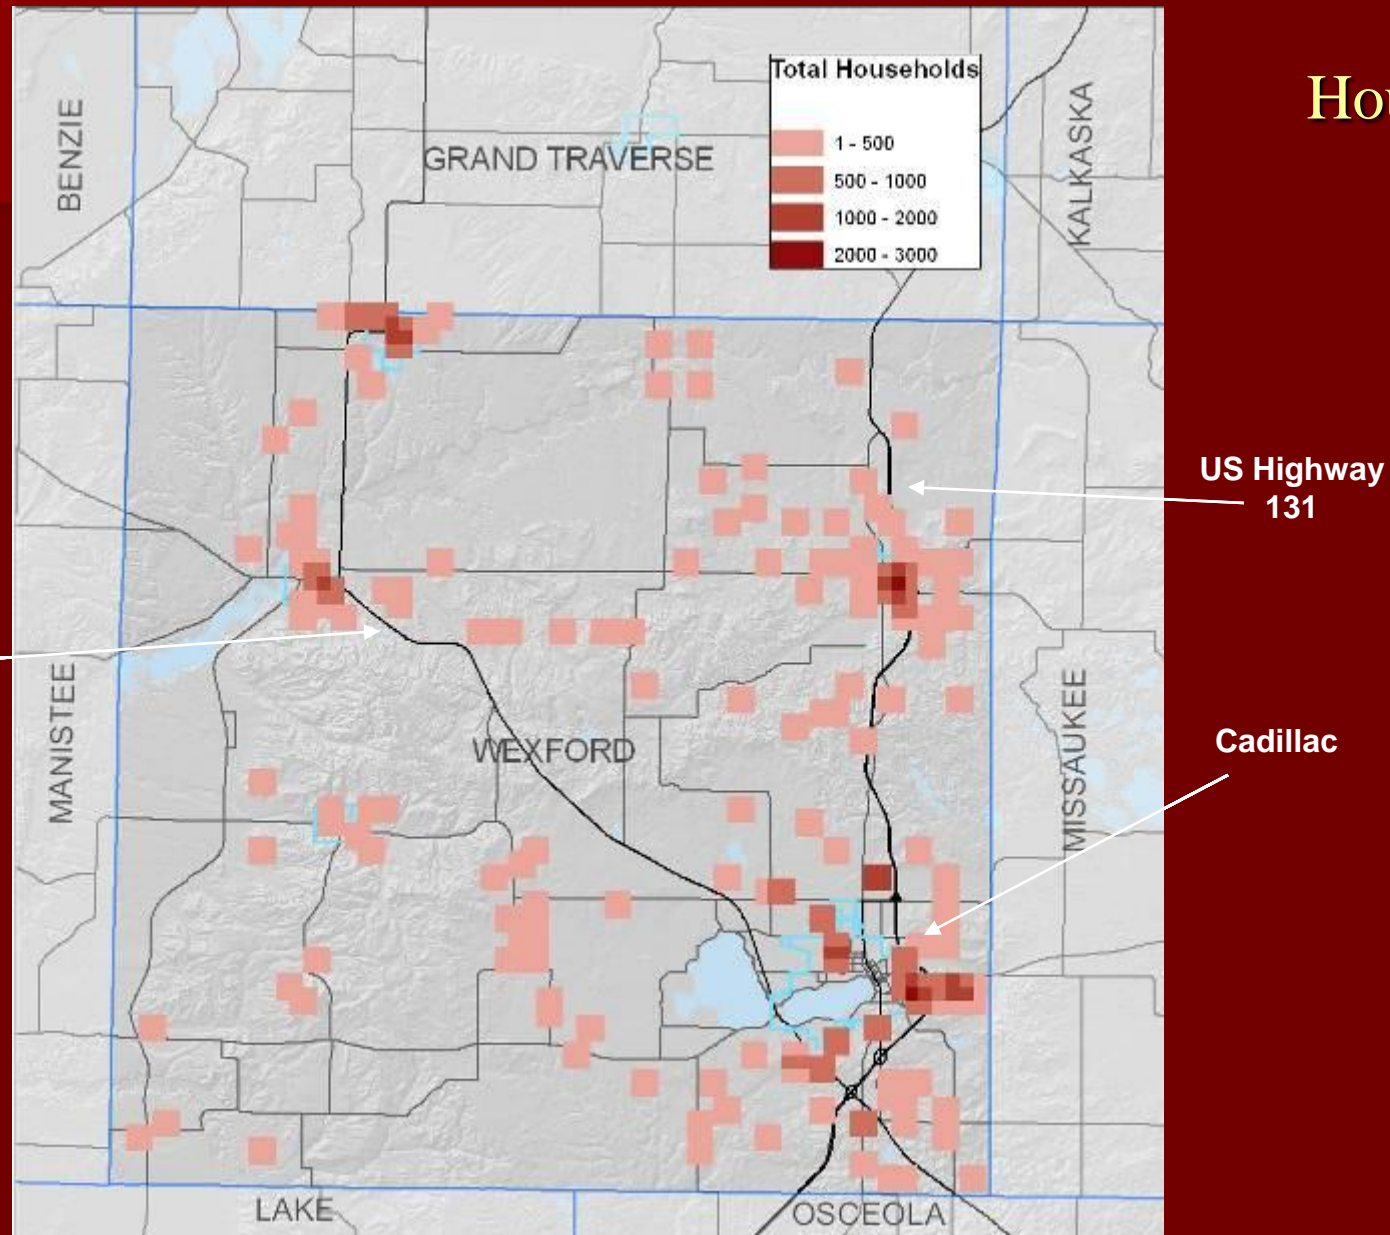 Hou
Total Households
1 - 500
500 - 1000
1000 - 2000
2000 - 3000
BENZIE
GRAND TRAVERSE
KALKASKA
US Highway
131
MANISTEE
WEXFORD
MISSAUKEE
Cadillac
LAKE
OSCEOLA